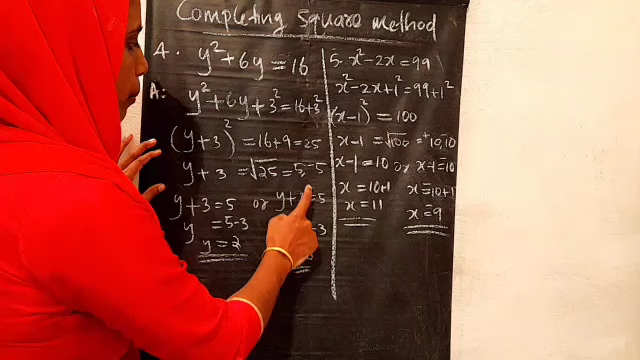 Completing Square method
4. y² + 6y = 16
A: y² + 6y + 3² = 16 + 3²
(y + 3)² = 16 + 9 = 25
y + 3 = √25 = 5, -5
y + 3 = 5 or y + = 5
y = 5 - 3
- 3
y = 2
5. x² - 2x = 99
x² - 2x + 1² = 99 + 1²
(x - 1)² = 100
x - 1 = √100 = +10, -10
x - 1 = 10 or x - 1 = -10
x = 10 + 1 x = -10 + 1
x = 11
x = -9